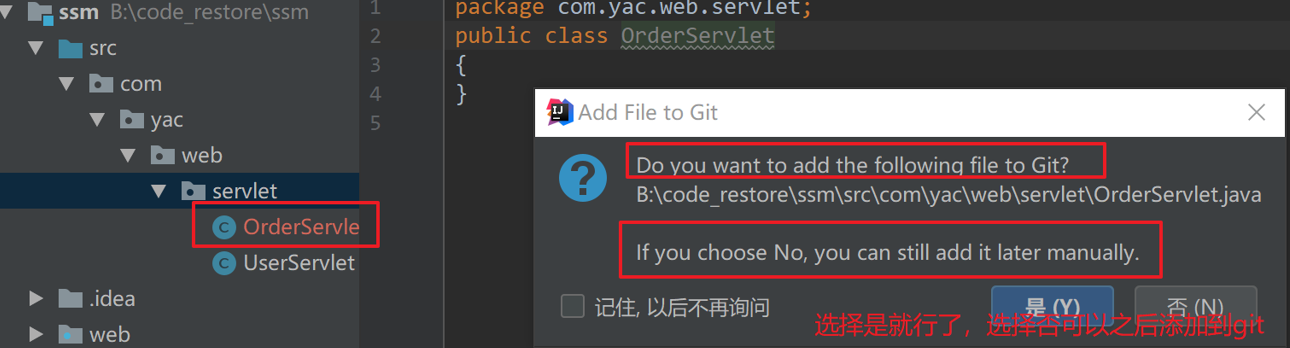 ssm B:\code_restore\ssm
src
com
yac
web
servlet
OrderServle
UserServlet
.idea
web
1 package com.yac.web.servlet;
2 public class OrderServlet
3 {
4 }
5
Add File to Git
Do you want to add the following file to Git?
B:\code_restore\ssm\src\com\yac\web\servlet\OrderServlet.java
If you choose No, you can still add it later manually.
记住, 以后不再询问
是 (Y)
否 (N)
选择是就行了，选择否可以之后添加到git